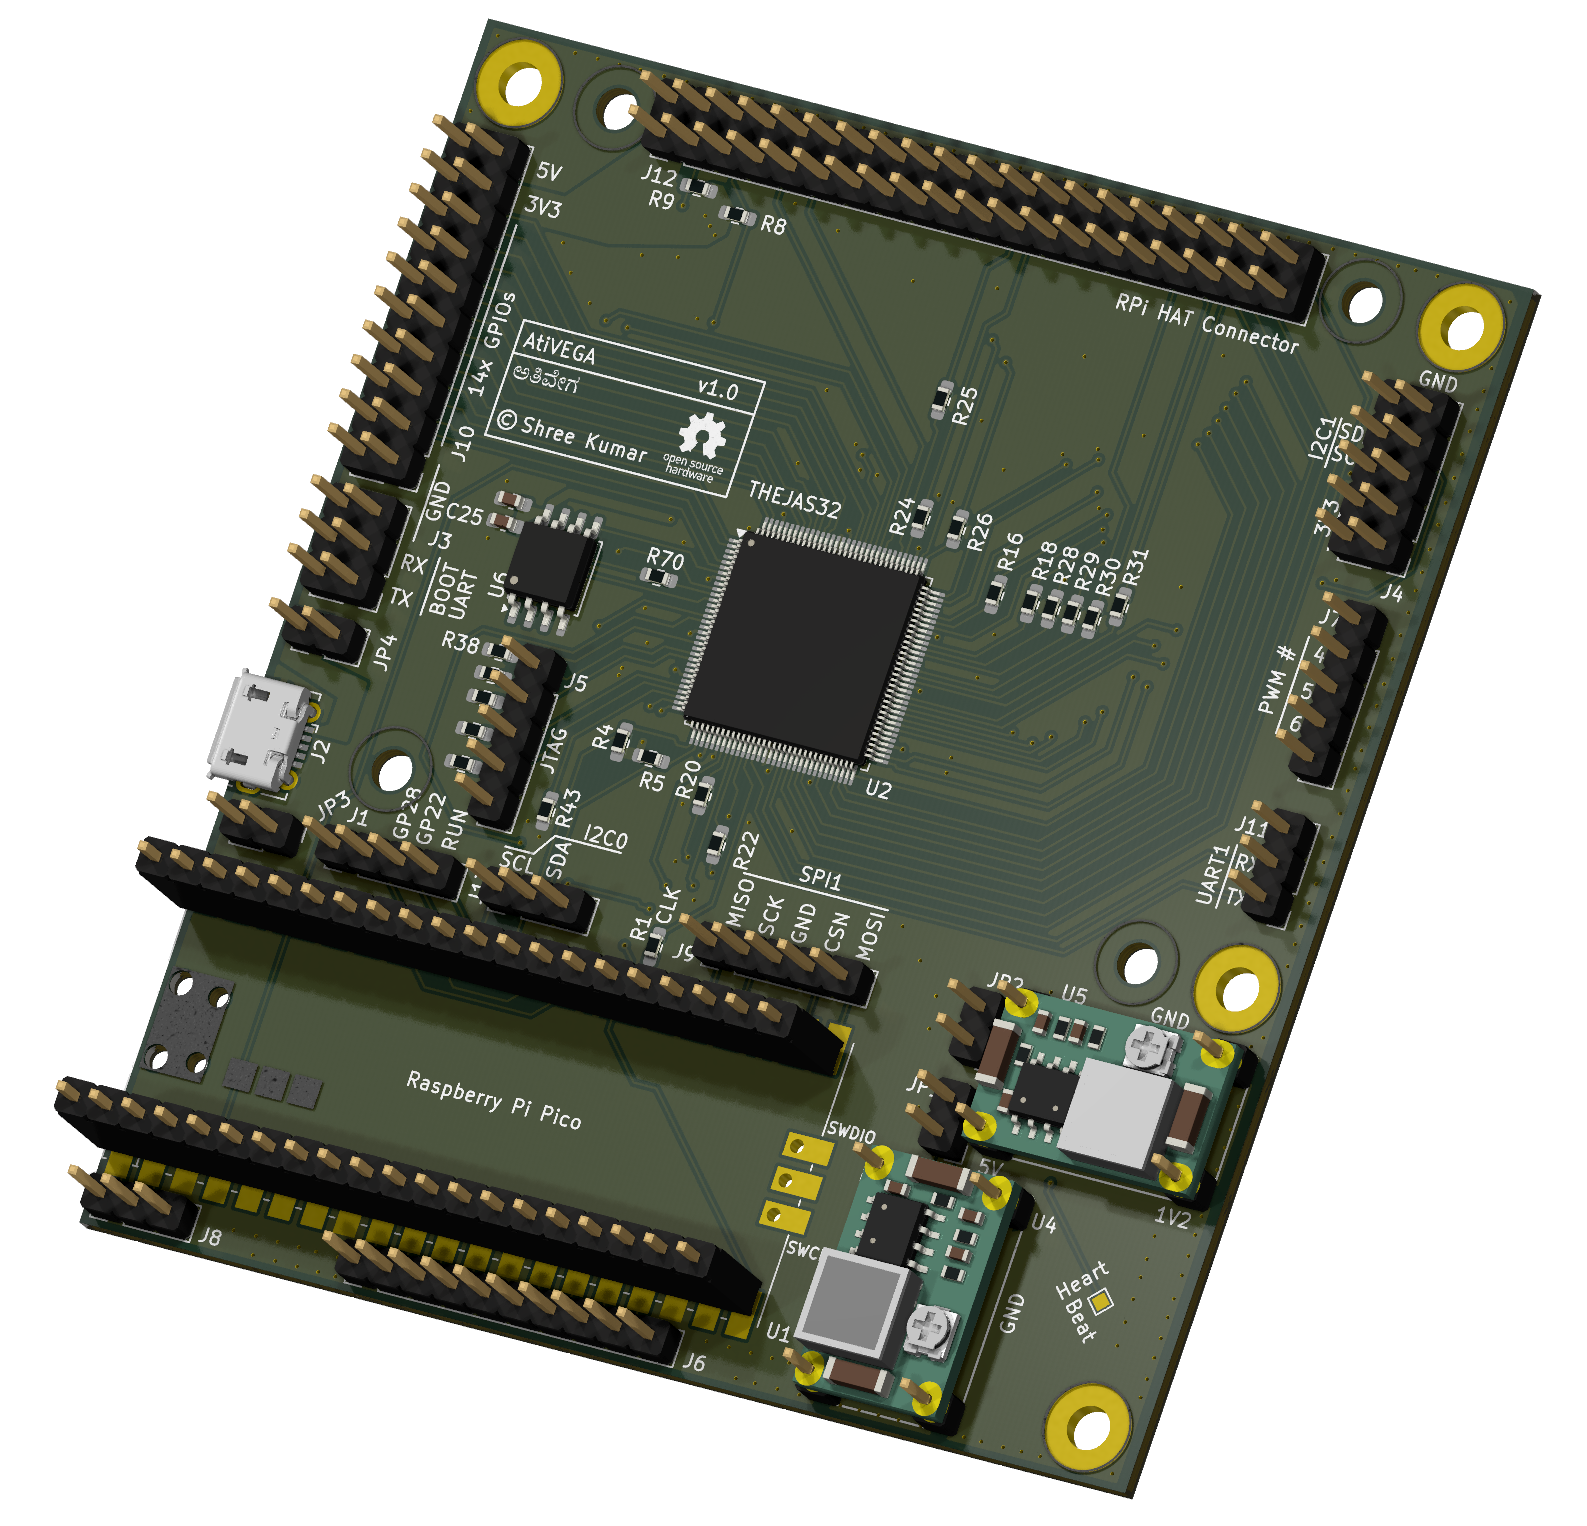 J12
R9
R8
5V
3V3
14x GPIOs
J10
RPi HAT Connector
GND
AtiVEGA
v1.0
ಅತಿವೇಗ
© Shree Kumar
open source
hardware
THEJAS32
R25
R24
R26
R16
R18
R28
R29
R30
R31
I2C1
SD
3V3
J4
GND
C25
J3
RX
TX
BOOT
UART
U6
R70
JP4
R38
J5
JTAG
J2
R4
R5
R20
U2
R22
R43
J7
PWM #
4
5
6
J11
UART1
RX
TX
JP3
J1
GP28
GP22
RUN
SCL
SDA
I2C0
R1
CLK
J9
SPI1
MISO
SCK
GND
CSN
MOSI
U5
GND
5V
1V2
Raspberry Pi Pico
SWDIO
U4
GND
Heart
Beat
J8
J6
U1